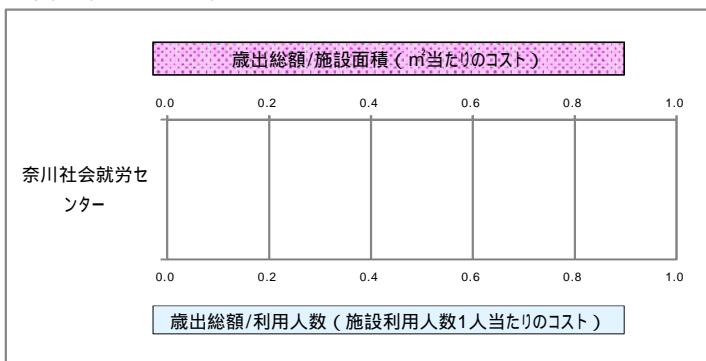 歳出総額/施設面積(㎡当たりのコスト)
0.0 0.2 0.4 0.6 0.8 1.0
奈川社会就労セ
ンター
0.0 0.2 0.4 0.6 0.8 1.0
歳出総額/利用人数(施設利用人数1人当たりのコスト)